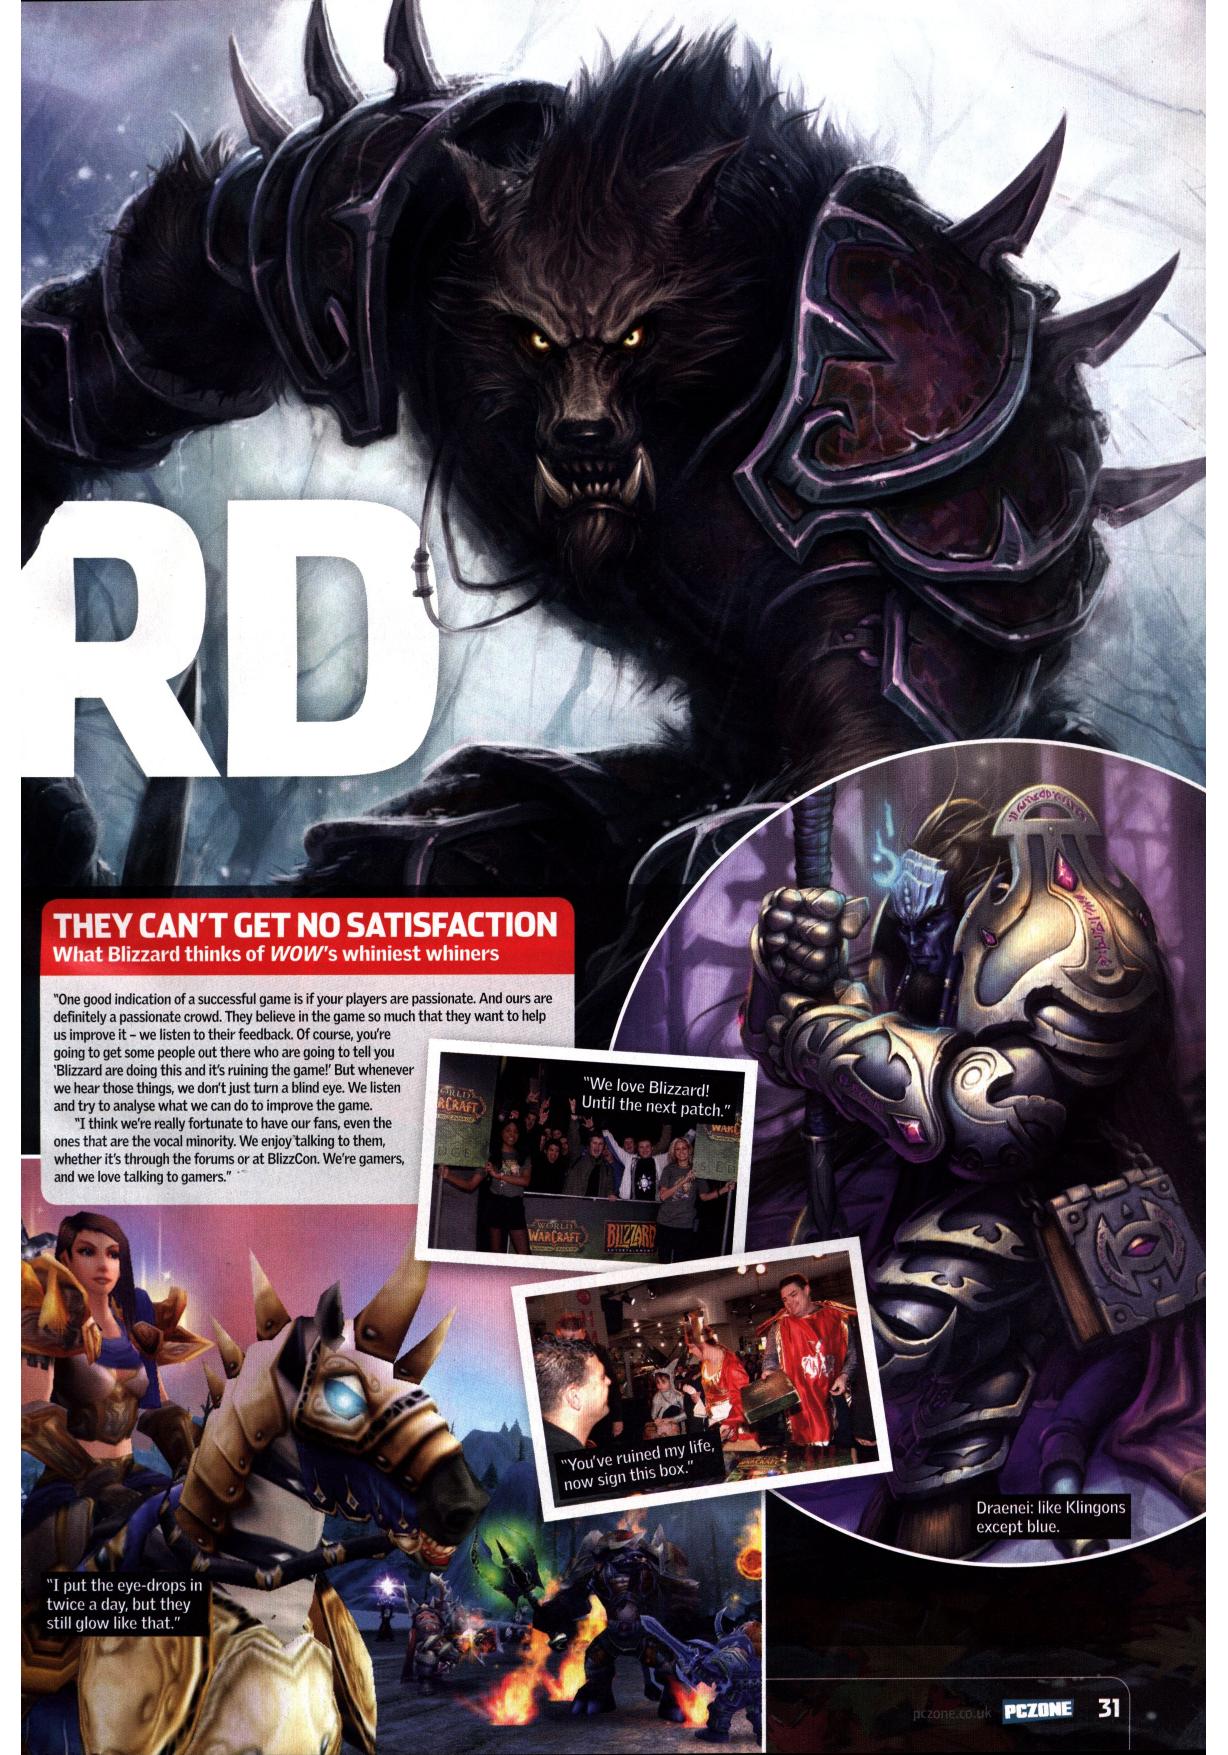 RD
THEY CAN'T GET NO SATISFACTION
What Blizzard thinks of WOW's whiniest whiners
"One good indication of a successful game is if your players are passionate. And ours are
definitely a passionate crowd. They believe in the game so much that they want to help
us improve it – we listen to their feedback. Of course, you're
going to get some people out there who are going to tell you
'Blizzard are doing this and it's ruining the game!' But whenever
we hear those things, we don't just turn a blind eye. We listen
and try to analyse what we can do to improve the game.
"I think we're really fortunate to have our fans, even the
ones that are the vocal minority. We enjoy talking to them,
whether it's through the forums or at BlizzCon. We're gamers,
and we love talking to gamers."
"We love Blizzard!
Until the next patch."
WORLD
WARCRAFT
BLIZZARD
ENTERTAINMENT
"You've ruined my life,
now sign this box."
Draenei: like Klingons
except blue.
"I put the eye-drops in
twice a day, but they
still glow like that."
pczone.co.uk PCZONE 31